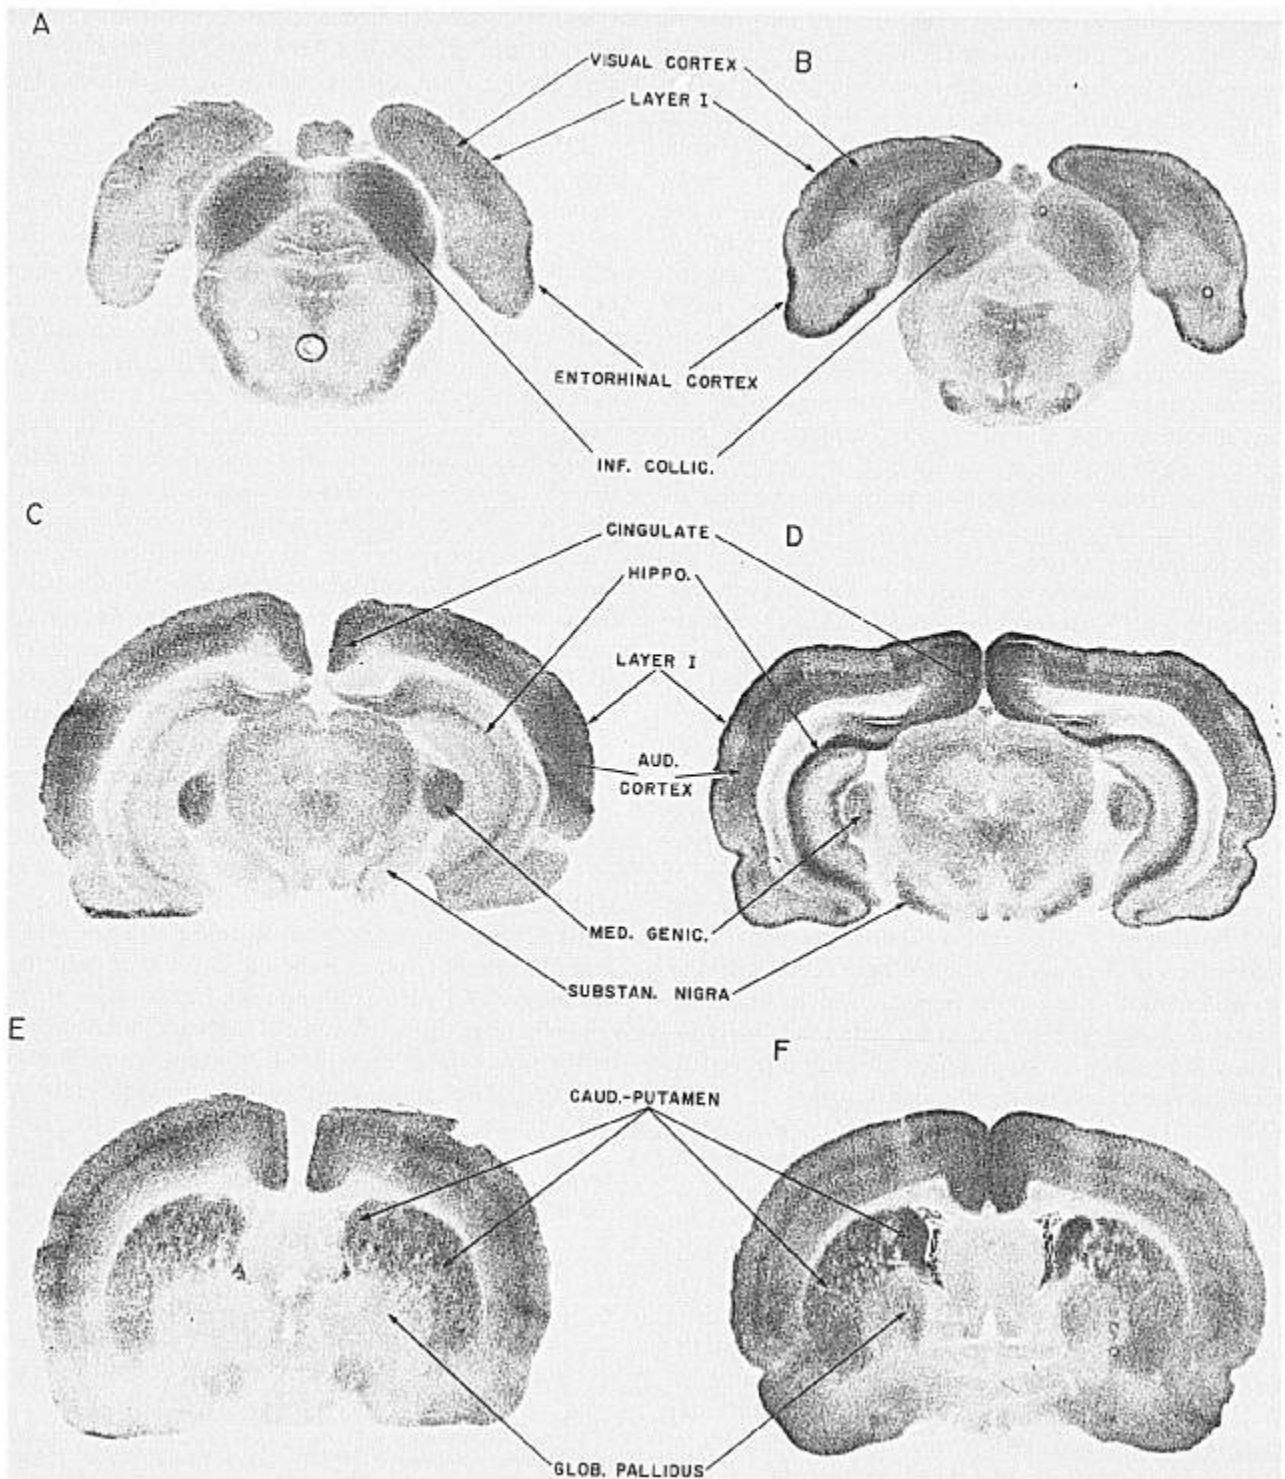 A
VISUAL CORTEX
B
LAYER I
ENTORHINAL CORTEX
INF. COLLIC.
C
CINGULATE
D
HIPPO.
LAYER I
AUD.
CORTEX
MED. GENIC.
SUBSTAN. NIGRA
E
F
CAUD.-PUTAMEN
GLOB. PALLIDUS